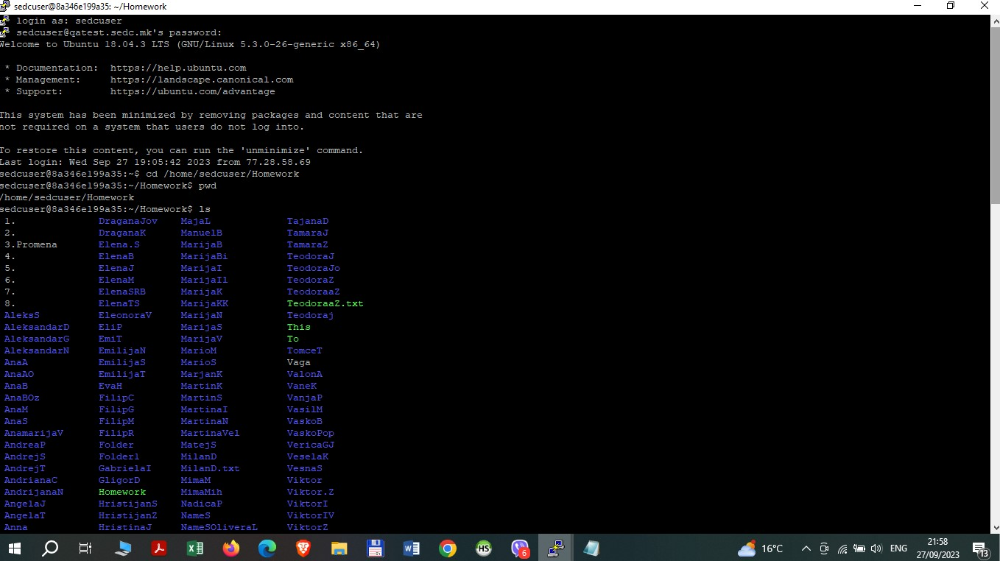 sedcuser@8a346e199a35: ~/Homework
login as: sedcuser
sedcuser@qatest.sedc.mk's password:
Welcome to Ubuntu 18.04.3 LTS (GNU/Linux 5.3.0-26-generic x86_64)
* Documentation:  https://help.ubuntu.com
* Management:     https://landscape.canonical.com
* Support:        https://ubuntu.com/advantage
This system has been minimized by removing packages and content that are
not required on a system that users do not log into.
To restore this content, you can run the 'unminimize' command.
Last login: Wed Sep 27 19:05:42 2023 from 77.28.58.69
sedcuser@8a346e199a35:~$ cd /home/sedcuser/Homework
sedcuser@8a346e199a35:~/Homework$ pwd
/home/sedcuser/Homework
sedcuser@8a346e199a35:~/Homework$ ls
1. DraganaJov MajaL TajanaD
2. DraganaK ManuelB TamaraJ
3.Promena Elena.S MarijaB TamaraZ
4. ElenaB MarijaBi TeodoraJ
5. ElenaJ MarijaI TeodoraJo
6. ElenaM MarijaIl TeodoraZ
7. ElenaSRB MarijaK TeodoraaZ
8. ElenaTS MarijaKK TeodoraaZ.txt
AleksS EleonoraV MarijaN Teodoraj
AleksandarD EliP MarijaS This
AleksandarG EmiT MarijaV To
AleksandarN EmilijaN MarioM TomceT
AnaA EmilijaS MarioS Vaga
AnaAO EmilijaT MarjanK ValonA
AnaB EvaH MartinK VaneK
AnaBOz FilipC MartinS VanjaP
AnaM FilipG MartinaI VasilM
AnaS FilipM MartinaN VaskoB
AnamarijaV FilipR MartinaVel VaskoPop
AndreaP Folder MatejS VericaGJ
AndrejS Folder1 MilanD VeselaK
AndrejT GabrielaI MilanD.txt VesnaS
AndrianaC GligorD MimaM Viktor
AndrijanaN Homework MimaMih Viktor.Z
AngelaJ HristijanS NadicaP ViktorI
AngelaT HristijanZ NameS ViktorIV
Anna HristinaJ NameSOliveraL ViktorZ
HS
6
16°C
ENG
21:58
27/09/2023
13